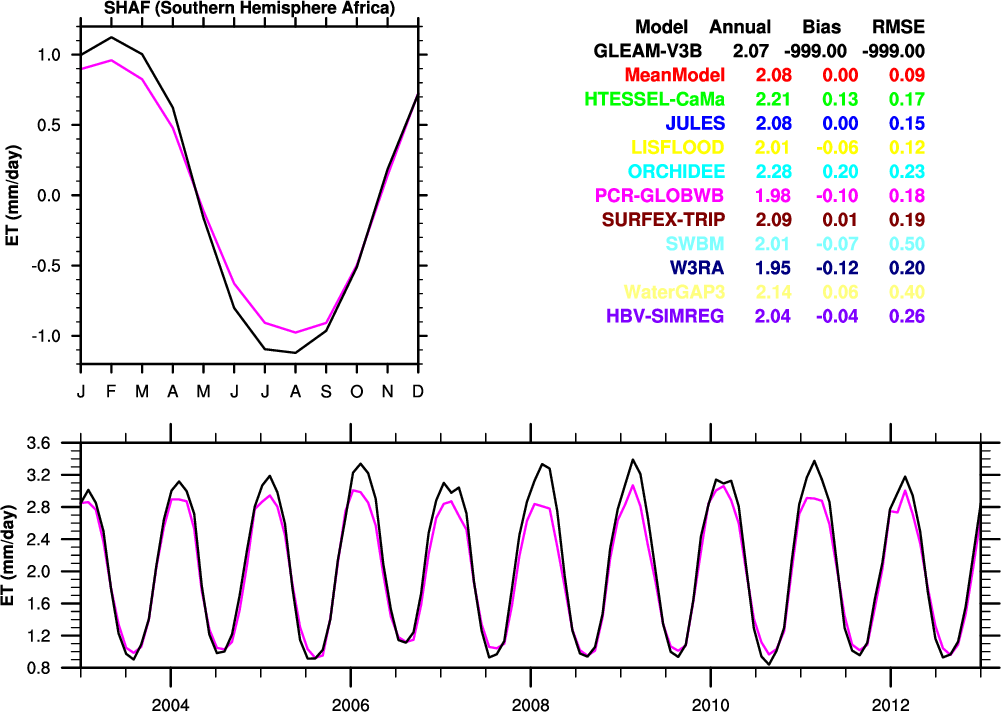 SHAF (Southern Hemisphere Africa)
ET (mm/day)
1.0
0.5
0.0
-0.5
-1.0
J F M A M J J A S O N D
Model Annual Bias RMSE
GLEAM-V3B 2.07 -999.00 -999.00
MeanModel 2.08 0.00 0.09
HTESSEL-CaMa 2.21 0.13 0.17
JULES 2.08 0.00 0.15
LISFLOOD 2.01 -0.06 0.12
ORCHIDEE 2.28 0.20 0.23
PCR-GLOBWB 1.98 -0.10 0.18
SURFEX-TRIP 2.09 0.01 0.19
SWBM 2.01 -0.07 0.50
W3RA 1.95 -0.12 0.20
WaterGAP3 2.14 0.06 0.40
HBV-SIMREG 2.04 -0.04 0.26
ET (mm/day)
3.6
3.2
2.8
2.4
2.0
1.6
1.2
0.8
2004 2006 2008 2010 2012